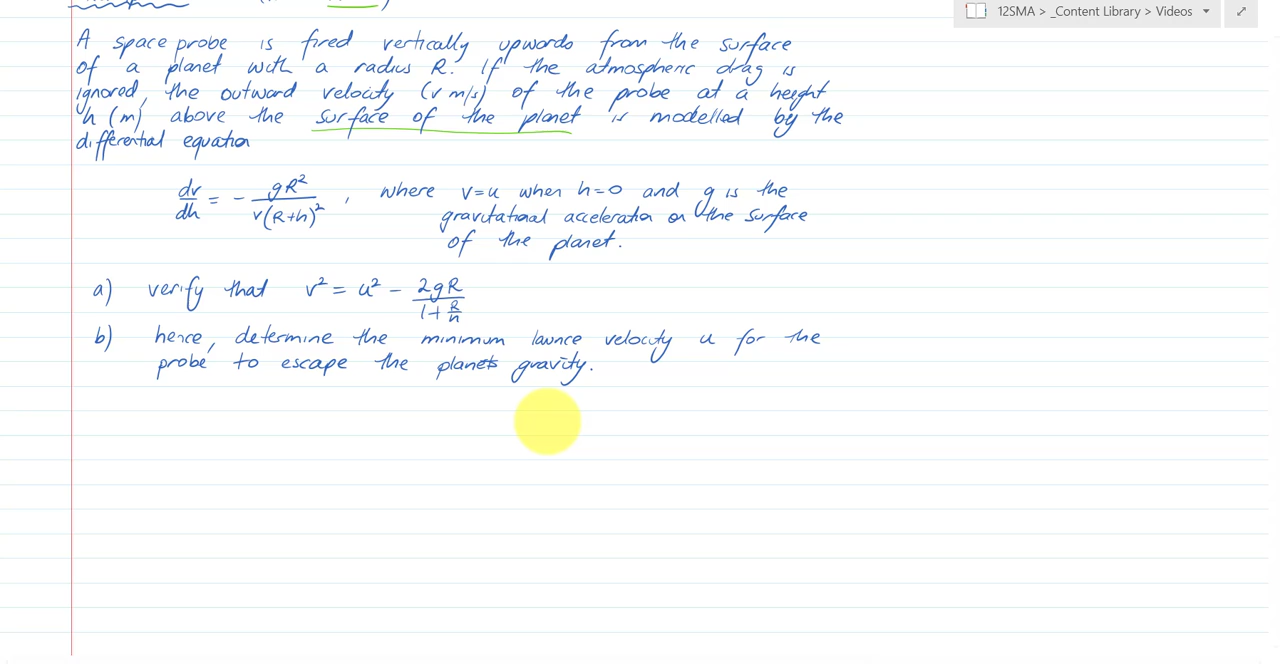 12SMA > _Content Library > Videos
A space probe is fired vertically upwords from the surface
of a planet with a radius R. If the atmospheric drag is
ignored, the outward velocity (v m/s) of the probe at a height
h (m) above the surface of the planet is modelled by the
differential equation
dv/dh = - gR²/v(R+h)² , where v=u when h=0 and g is the
gravitational acceleration on the surface
of the planet.
a) verify that v² = u² - 2gR/1+R/h
b) hence, determine the minimum launce velocity u for the
probe to escape the planets gravity.